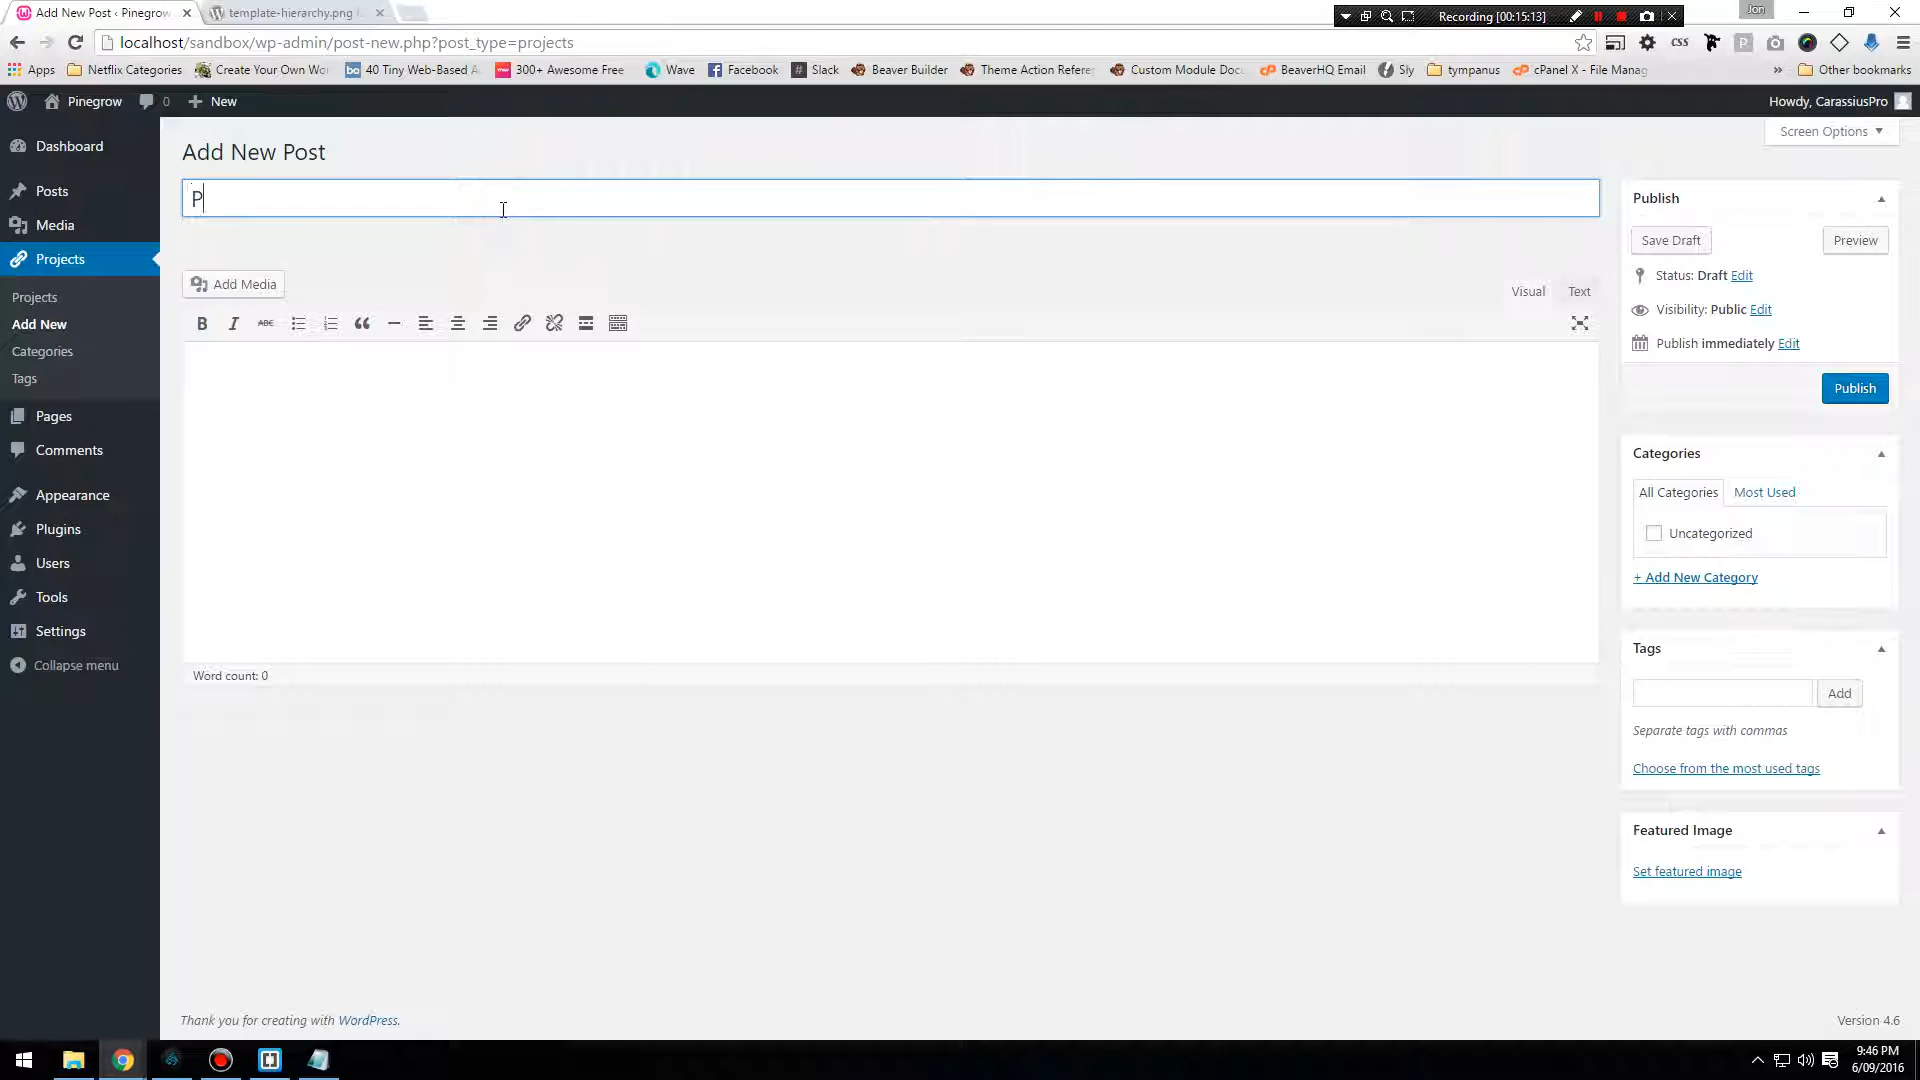 Add New Post ‹ Pinegrow
template-hierarchy.png
Recording [00:15:13]
Jon
localhost/sandbox/wp-admin/post-new.php?post_type=projects
CSS
Apps
Netflix Categories
Create Your Own Wo
40 Tiny Web-Based A
300+ Awesome Free
Wave
Facebook
Slack
Beaver Builder
Theme Action Refere
Custom Module Doc
BeaverHQ Email
Sly
tympanus
cPanel X - File Manag
»
Other bookmarks
Pinegrow
0
+ New
Howdy, CarassiusPro
Screen Options
Dashboard
Posts
Media
Projects
Projects
Add New
Categories
Tags
Pages
Comments
Appearance
Plugins
Users
Tools
Settings
Collapse menu
Add New Post
P
Add Media
Visual
Text
B I ABC
Word count: 0
Publish
Save Draft
Preview
Status: Draft Edit
Visibility: Public Edit
Publish immediately Edit
Publish
Categories
All Categories
Most Used
Uncategorized
+ Add New Category
Tags
Add
Separate tags with commas
Choose from the most used tags
Featured Image
Set featured image
Thank you for creating with WordPress.
Version 4.6
9:46 PM
6/09/2016